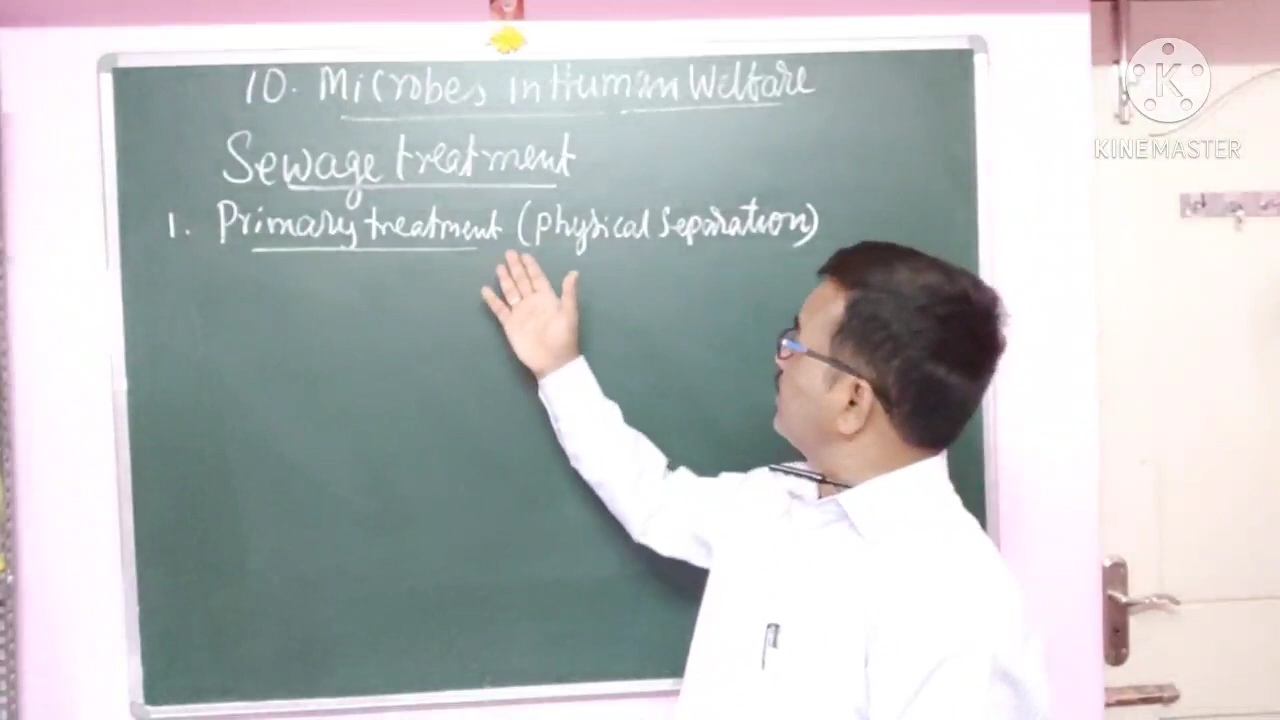 10. Microbes in Human Welfare
Sewage treatment
1. Primary treatment (Physical Separation)
K
KINEMASTER